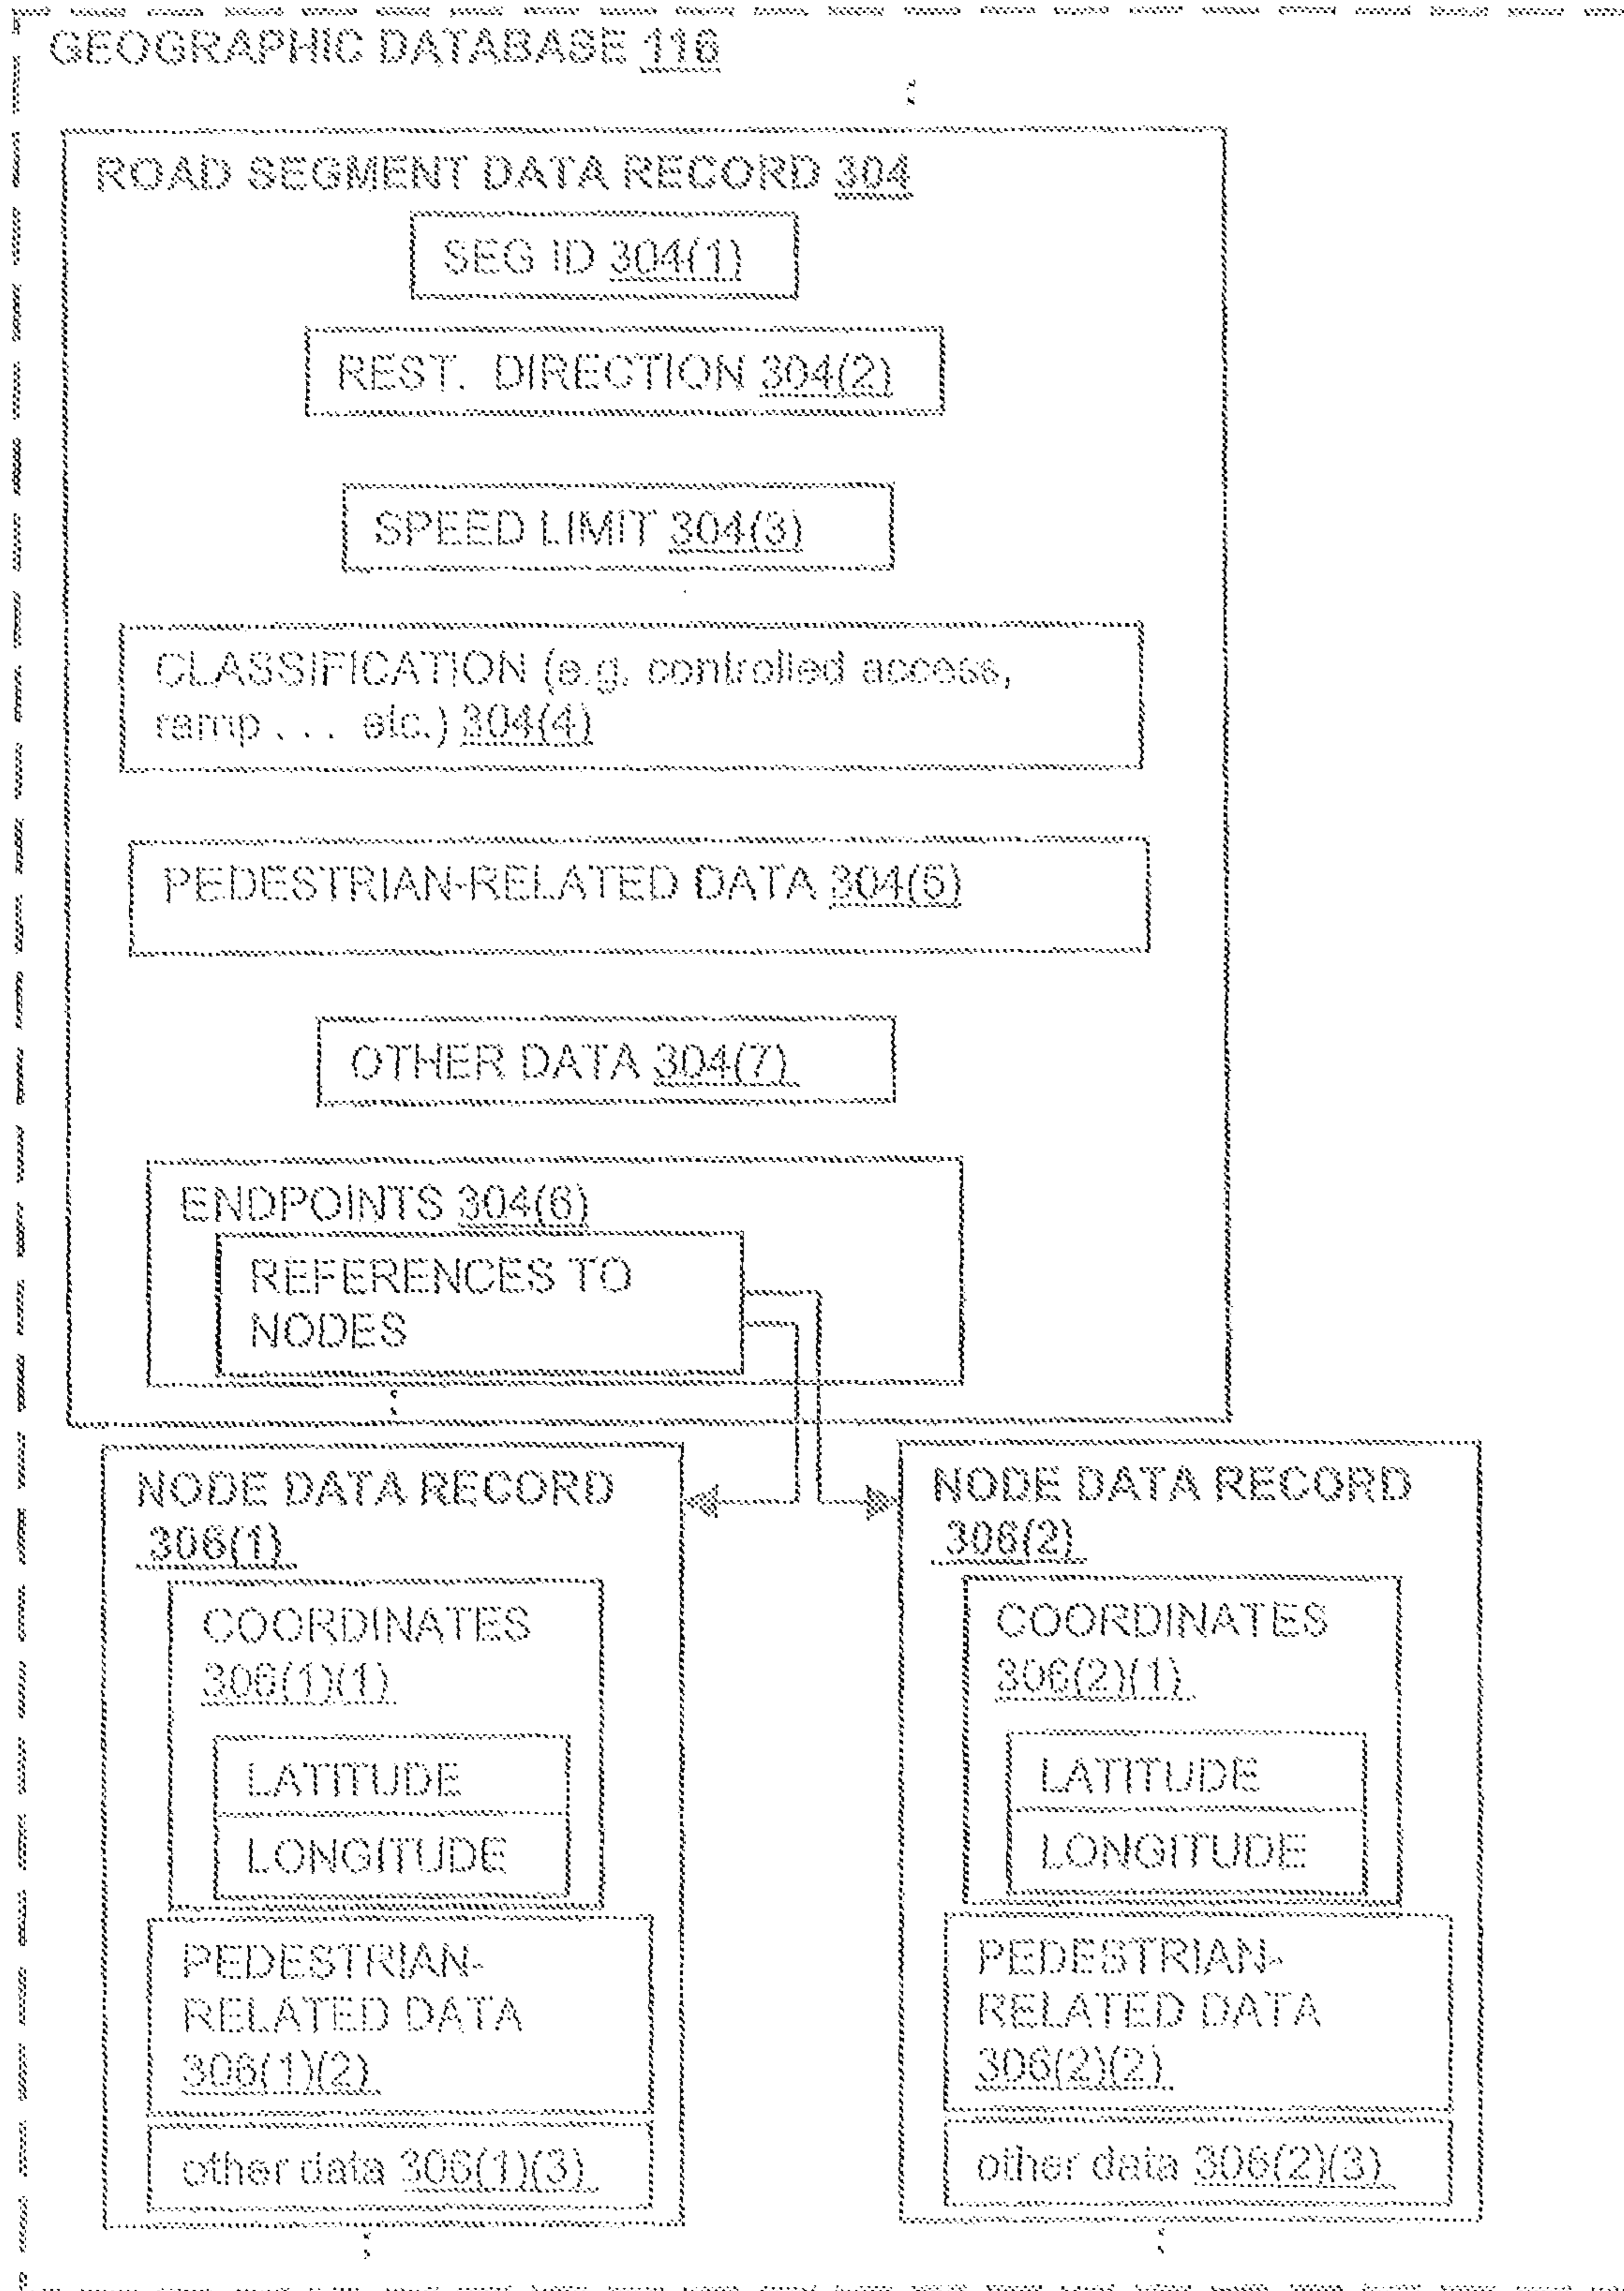 GEOGRAPHIC DATABASE 116
ROAD SEGMENT DATA RECORD 304
SEG ID 304(1)
REST. DIRECTION 304(2)
SPEED LIMIT 304(3)
CLASSIFICATION (e.g. controlled access,
ramp . . . etc.) 304(4)
PEDESTRIAN-RELATED DATA 304(5)
OTHER DATA 304(7)
ENDPOINTS 304(6)
REFERENCES TO
NODES
NODE DATA RECORD
306(1)
COORDINATES
306(1)(1)
LATITUDE
LONGITUDE
PEDESTRIAN-
RELATED DATA
306(1)(2)
other data 306(1)(3)
NODE DATA RECORD
306(2)
COORDINATES
306(2)(1)
LATITUDE
LONGITUDE
PEDESTRIAN-
RELATED DATA
306(2)(2)
other data 306(2)(3)